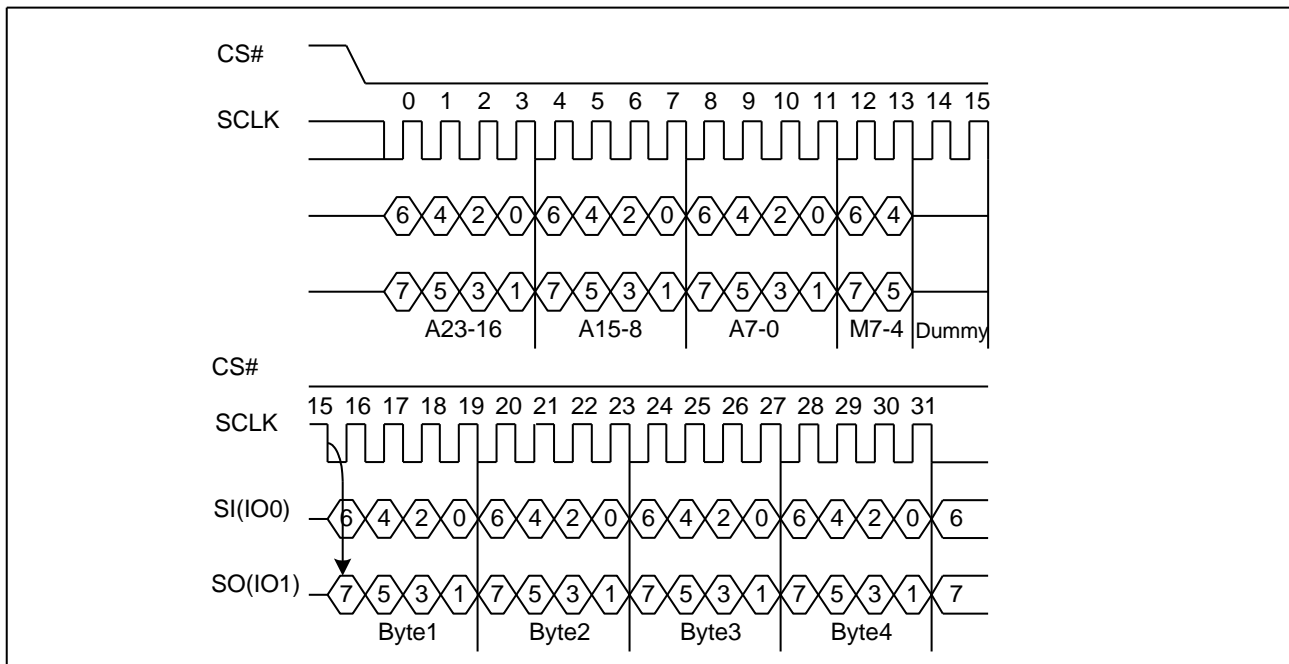 CS#
0 1 2 3 4 5 6 7 8 9 10 11 12 13 14 15
SCLK
6 4 2 0 6 4 2 0 6 4 2 0 6 4
7 5 3 1 7 5 3 1 7 5 3 1 7 5
A23-16 A15-8 A7-0 M7-4 Dummy
CS#
15 16 17 18 19 20 21 22 23 24 25 26 27 28 29 30 31
SCLK
SI(IO0) 6 4 2 0 6 4 2 0 6 4 2 0 6 4 2 0 6
SO(IO1) 7 5 3 1 7 5 3 1 7 5 3 1 7 5 3 1 7
Byte1 Byte2 Byte3 Byte4